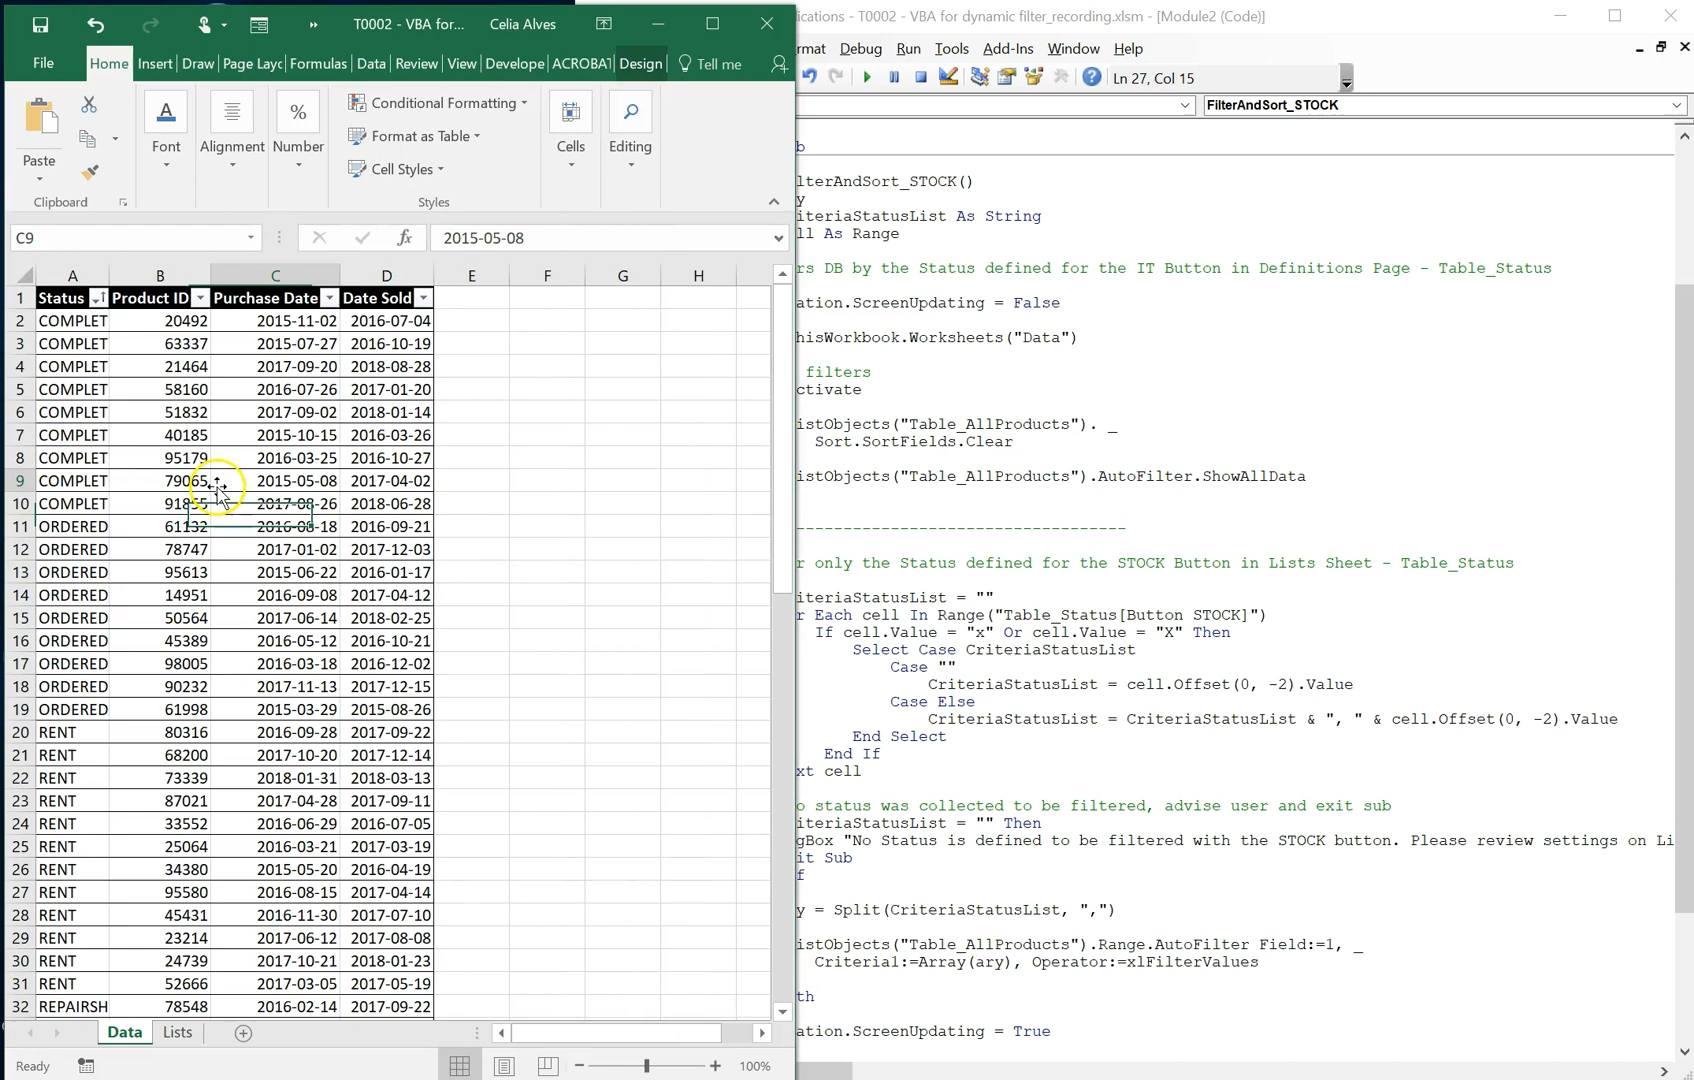 T0002 - VBA for... Celia Alves
File Home Insert Draw Page Layc Formulas Data Review View Develope ACROBAT Design Tell me
Paste
Clipboard
Font
Alignment
%
Number
Conditional Formatting
Format as Table
Cell Styles
Styles
Cells
Editing
C9 fx 2015-05-08
A B C D E F G H
1 Status Product ID Purchase Date Date Sold
2 COMPLET 20492 2015-11-02 2016-07-04
3 COMPLET 63337 2015-07-27 2016-10-19
4 COMPLET 21464 2017-09-20 2018-08-28
5 COMPLET 58160 2016-07-26 2017-01-20
6 COMPLET 51832 2017-09-02 2018-01-14
7 COMPLET 40185 2015-10-15 2016-03-26
8 COMPLET 95179 2016-03-25 2016-10-27
9 COMPLET 79065 2015-05-08 2017-04-02
10 COMPLET 91855 2017-08-26 2018-06-28
11 ORDERED 61132 2016-08-18 2016-09-21
12 ORDERED 78747 2017-01-02 2017-12-03
13 ORDERED 95613 2015-06-22 2016-01-17
14 ORDERED 14951 2016-09-08 2017-04-12
15 ORDERED 50564 2017-06-14 2018-02-25
16 ORDERED 45389 2016-05-12 2016-10-21
17 ORDERED 98005 2016-03-18 2016-12-02
18 ORDERED 90232 2017-11-13 2017-12-15
19 ORDERED 61998 2015-03-29 2015-08-26
20 RENT 80316 2016-09-28 2017-09-22
21 RENT 68200 2017-10-20 2017-12-14
22 RENT 73339 2018-01-31 2018-03-13
23 RENT 87021 2017-04-28 2017-09-11
24 RENT 33552 2016-06-29 2016-07-05
25 RENT 25064 2016-03-21 2017-03-19
26 RENT 34380 2015-05-20 2016-04-19
27 RENT 95580 2016-08-15 2017-04-14
28 RENT 45431 2016-11-30 2017-07-10
29 RENT 23214 2017-06-12 2017-08-08
30 RENT 24739 2017-10-21 2018-01-23
31 RENT 52666 2017-03-05 2017-05-19
32 REPAIRSH 78548 2016-02-14 2017-09-22
Data Lists
Ready 100%
ications - T0002 - VBA for dynamic filter_recording.xlsm - [Module2 (Code)]
rmat Debug Run Tools Add-Ins Window Help
Ln 27, Col 15
FilterAndSort_STOCK
b
lterAndSort_STOCK()
y
iteriaStatusList As String
ll As Range
rs DB by the Status defined for the IT Button in Definitions Page - Table_Status
ation.ScreenUpdating = False
hisWorkbook.Worksheets("Data")
filters
ctivate
istObjects("Table_AllProducts"). _
Sort.SortFields.Clear
istObjects("Table_AllProducts").AutoFilter.ShowAllData
---------------------------------
r only the Status defined for the STOCK Button in Lists Sheet - Table_Status
iteriaStatusList = ""
r Each cell In Range("Table_Status[Button STOCK]")
If cell.Value = "x" Or cell.Value = "X" Then
Select Case CriteriaStatusList
Case ""
CriteriaStatusList = cell.Offset(0, -2).Value
Case Else
CriteriaStatusList = CriteriaStatusList & ", " & cell.Offset(0, -2).Value
End Select
End If
xt cell
o status was collected to be filtered, advise user and exit sub
iteriaStatusList = "" Then
gBox "No Status is defined to be filtered with the STOCK button. Please review settings on Li
it Sub
f
y = Split(CriteriaStatusList, ",")
istObjects("Table_AllProducts").Range.AutoFilter Field:=1, _
Criteria1:=Array(ary), Operator:=xlFilterValues
th
ation.ScreenUpdating = True